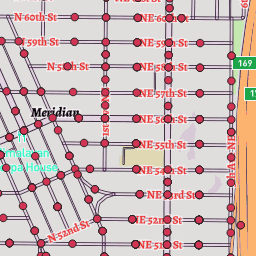 N 60th St
NE 60th St
N 59th St
NE 59th St
N 58th St
NE 58th St
169
NE 57th St
Meridian
NE 56th St
NE 55th St
NE 54th St
NE 53rd St
NE 52nd St
N 52nd St
NE 51st St